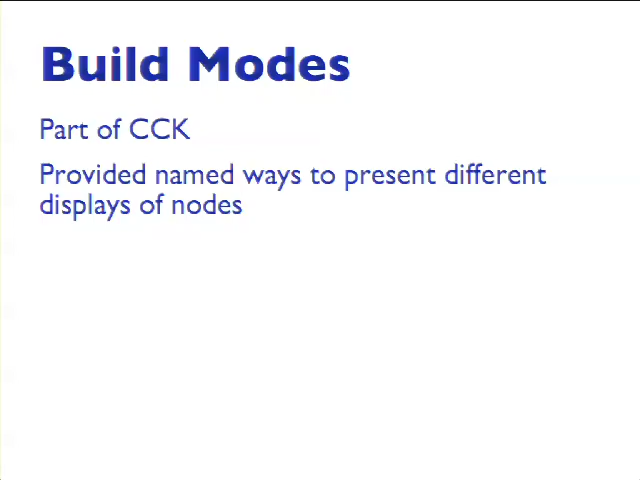 Build Modes
Part of CCK
Provided named ways to present different
displays of nodes